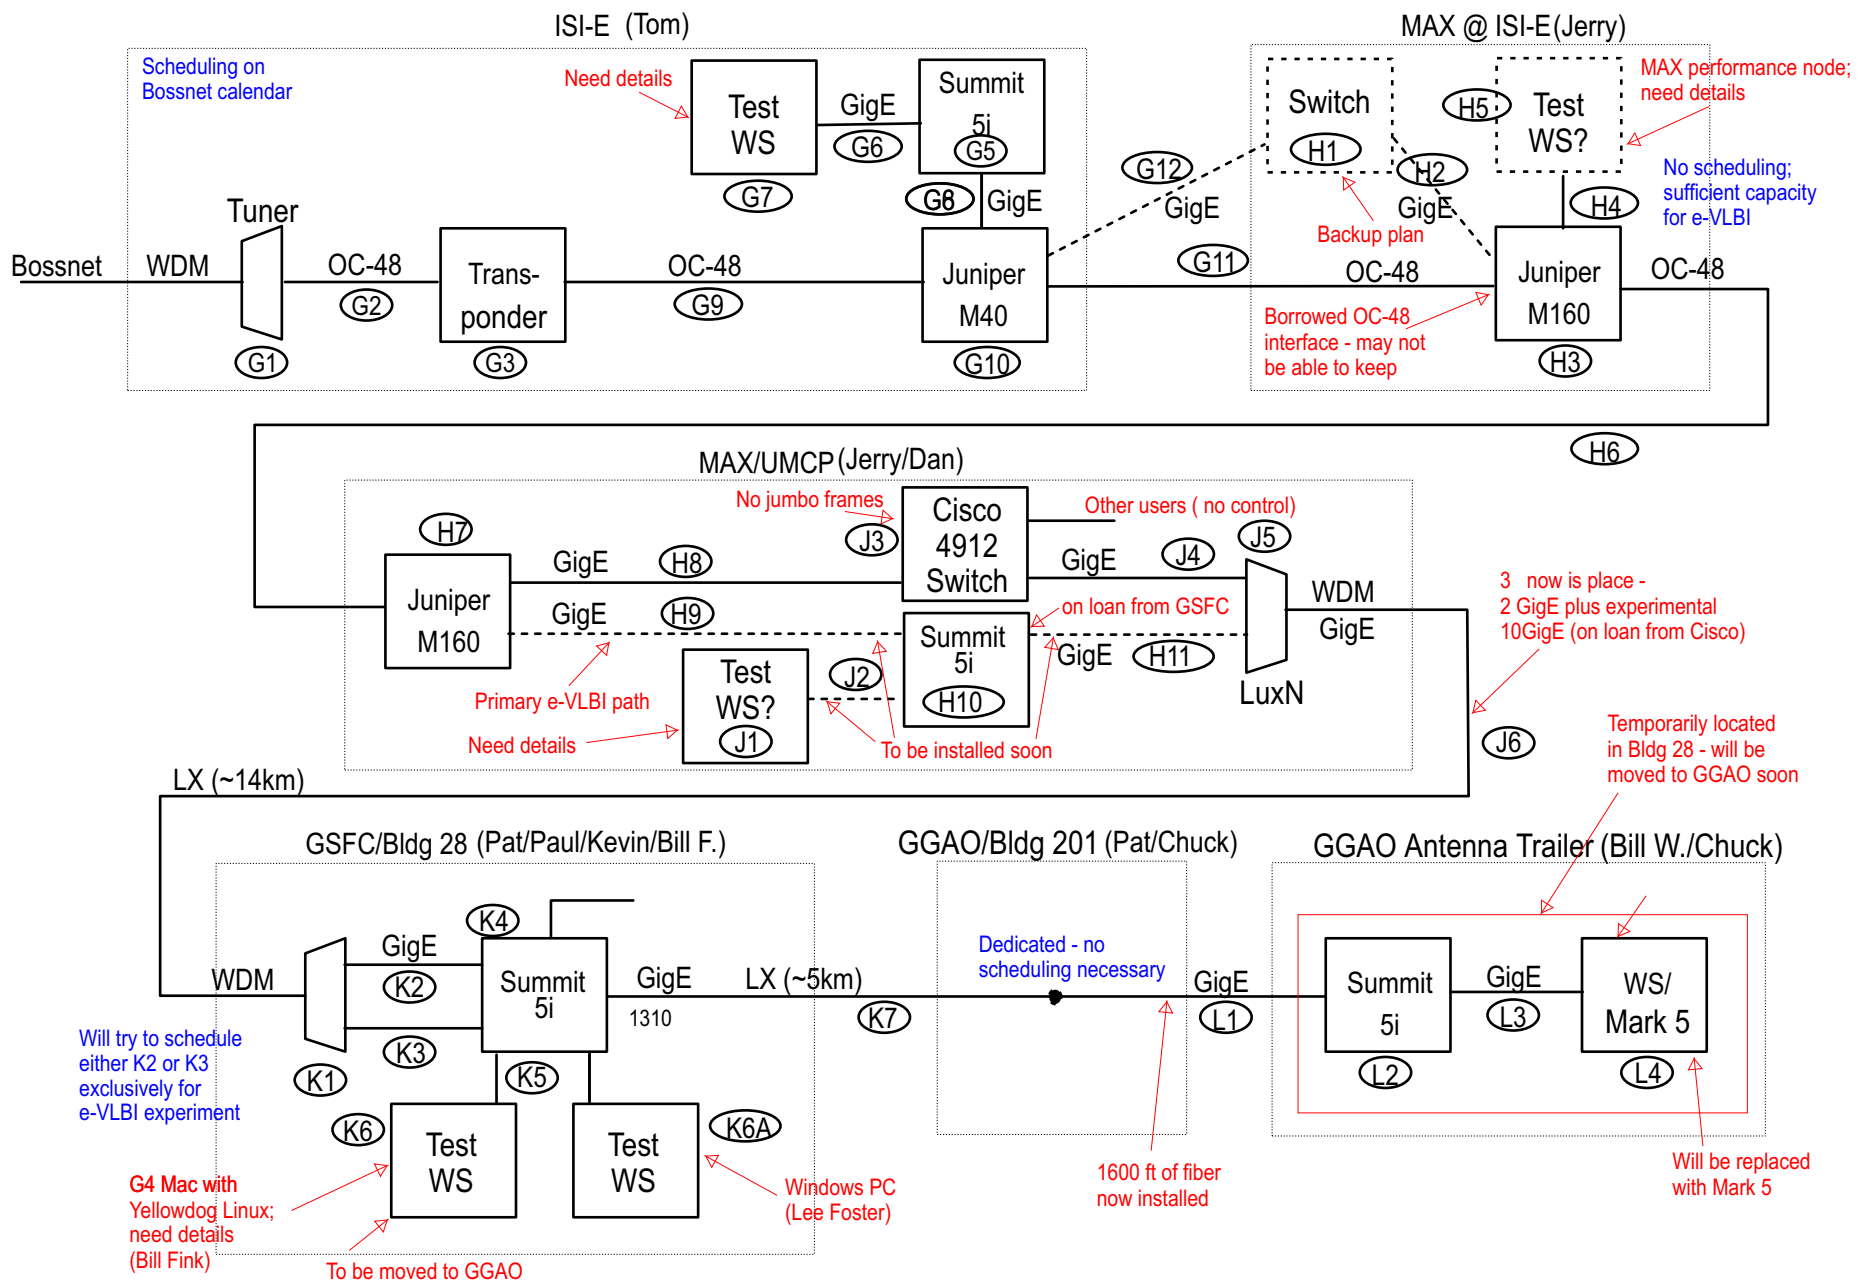 ISI-E (Tom)
MAX @ ISI-E (Jerry)
Scheduling on
Bossnet calendar
Need details
Test
WS
G7
GigE
G6
Summit
5i
G5
GigE
Switch
H1
H5
Test
WS?
MAX performance node;
need details
G12
GigE
H2
GigE
H4
No scheduling;
sufficient capacity
for e-VLBI
Backup plan
Tuner
Bossnet
WDM
G1
OC-48
G2
Trans-
ponder
G3
OC-48
G9
Juniper
M40
G10
G11
OC-48
Juniper
M160
H3
OC-48
Borrowed OC-48
interface - may not
be able to keep
H6
MAX/UMCP (Jerry/Dan)
No jumbo frames
H7
Juniper
M160
GigE
H8
J3
Cisco
4912
Switch
Other users ( no control)
GigE
J4
J5
GigE
H9
Summit
5i
H10
on loan from GSFC
GigE
H11
LuxN
WDM
GigE
3 now is place -
2 GigE plus experimental
10GigE (on loan from Cisco)
Primary e-VLBI path
Need details
Test
WS?
J1
J2
To be installed soon
J6
Temporarily located
in Bldg 28 - will be
moved to GGAO soon
LX (~14km)
GSFC/Bldg 28 (Pat/Paul/Kevin/Bill F.)
GGAO/Bldg 201 (Pat/Chuck)
GGAO Antenna Trailer (Bill W./Chuck)
WDM
K1
GigE
K2
K3
K4
Summit
5i
K5
GigE
1310
LX (~5km)
K7
Dedicated - no
scheduling necessary
GigE
L1
Summit
5i
L2
GigE
L3
WS/
Mark 5
L4
Will try to schedule
either K2 or K3
exclusively for
e-VLBI experiment
K6
Test
WS
Test
WS
K6A
G4 Mac with
Yellowdog Linux;
need details
(Bill Fink)
To be moved to GGAO
Windows PC
(Lee Foster)
1600 ft of fiber
now installed
Will be replaced
with Mark 5